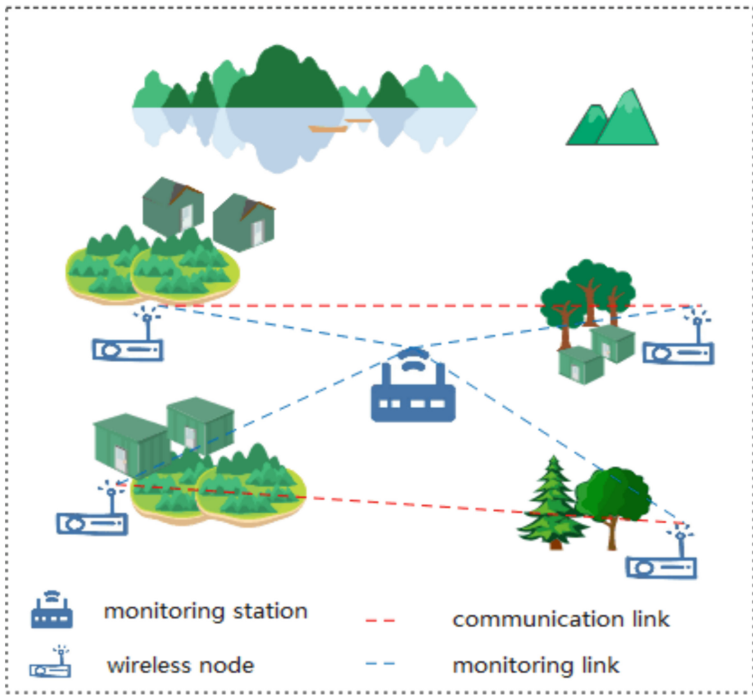 monitoring station
communication link
wireless node
monitoring link